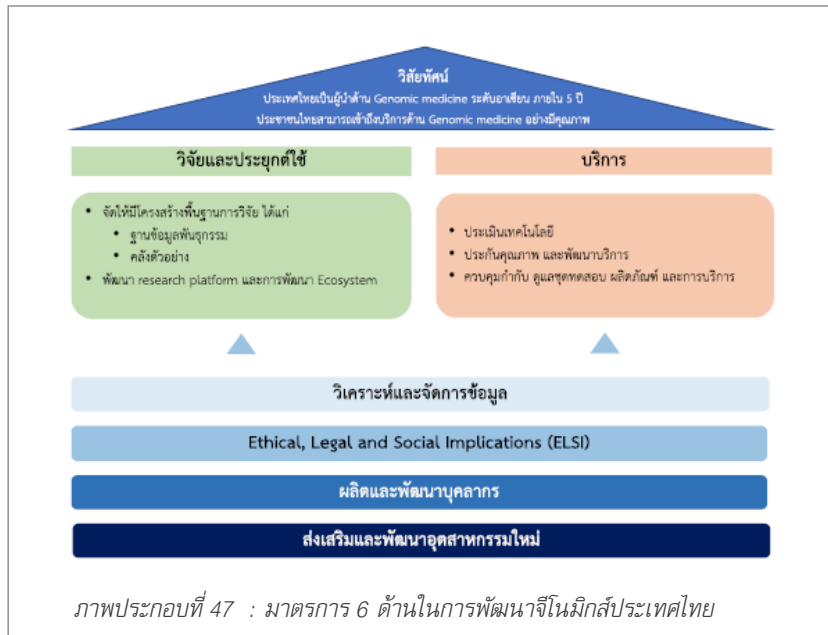 วิสัยทัศน์
ประเทศไทยเป็นผู้นำด้าน Genomic medicine ระดับอาเซียน ภายใน 5 ปี
ประชาชนไทยสามารถเข้าถึงบริการด้าน Genomic medicine อย่างมีคุณภาพ
วิจัยและประยุกต์ใช้
• จัดให้มีโครงสร้างพื้นฐานการวิจัย ได้แก่
• ฐานข้อมูลพันธุกรรม
• คลังตัวอย่าง
• พัฒนา research platform และการพัฒนา Ecosystem
บริการ
• ประเมินเทคโนโลยี
• ประกันคุณภาพ และพัฒนาบริการ
• ควบคุมกำกับ ดูแลชุดทดสอบ ผลิตภัณฑ์ และการบริการ
วิเคราะห์และจัดการข้อมูล
Ethical, Legal and Social Implications (ELSI)
ผลิตและพัฒนาบุคลากร
ส่งเสริมและพัฒนาอุตสาหกรรมใหม่
ภาพประกอบที่ 47 : มาตรการ 6 ด้านในการพัฒนาจีโนมิกส์ประเทศไทย